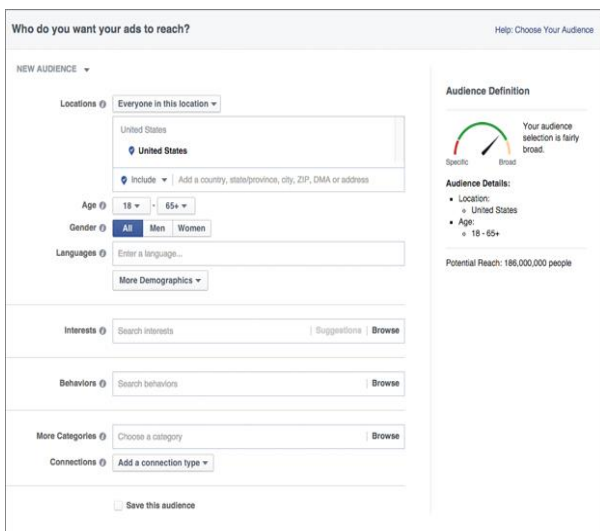 Who do you want your ads to reach?
Help: Choose Your Audience
NEW AUDIENCE
Locations
Everyone in this location
United States
United States
Include
Add a country, state/province, city, ZIP, DMA or address
Age
18 - 65+
Gender
All Men Women
Languages
Enter a language...
More Demographics
Interests
Search interests
Suggestions
Browse
Behaviors
Search behaviors
Browse
More Categories
Choose a category
Browse
Connections
Add a connection type
Save this audience
Audience Definition
Your audience
selection is fairly
broad.
Specific
Broad
Audience Details:
Location:
United States
Age:
18 - 65+
Potential Reach: 186,000,000 people